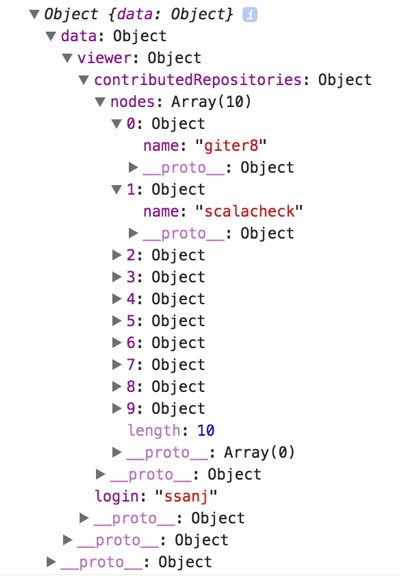 ▼ Object {data: Object} i
▼ data: Object
▼ viewer: Object
▼ contributedRepositories: Object
▼ nodes: Array(10)
▼ 0: Object
name: "giter8"
▶ __proto__: Object
▼ 1: Object
name: "scalacheck"
▶ __proto__: Object
▶ 2: Object
▶ 3: Object
▶ 4: Object
▶ 5: Object
▶ 6: Object
▶ 7: Object
▶ 8: Object
▶ 9: Object
length: 10
▶ __proto__: Array(0)
▶ __proto__: Object
login: "ssanj"
▶ __proto__: Object
▶ __proto__: Object
▶ __proto__: Object